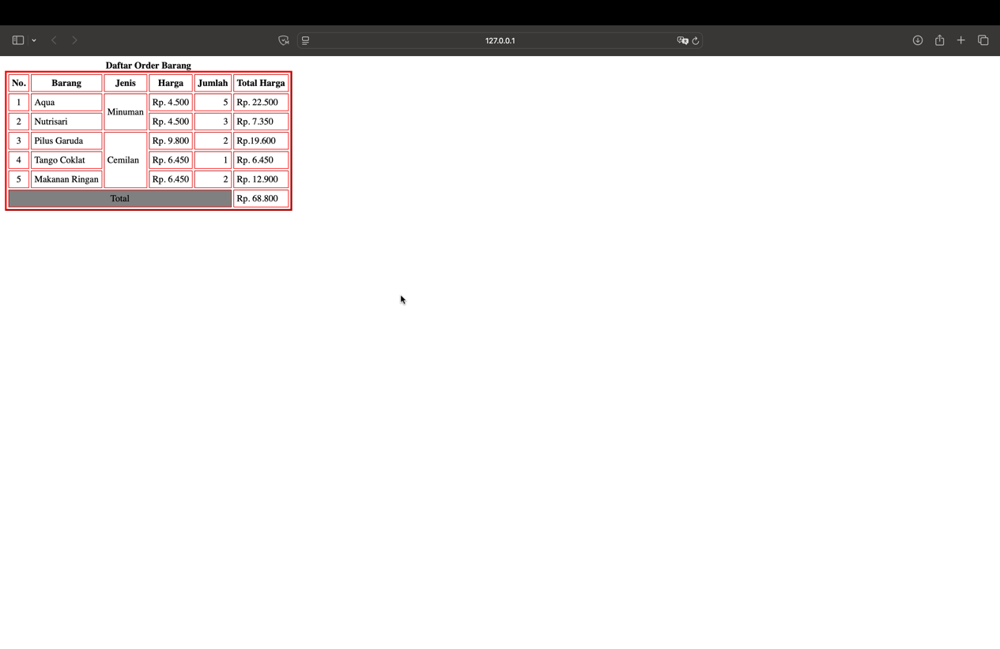 127.0.0.1
Daftar Order Barang
No. Barang Jenis Harga Jumlah Total Harga
1 Aqua Minuman Rp. 4.500 5 Rp. 22.500
2 Nutrisari Rp. 4.500 3 Rp. 7.350
3 Pilus Garuda Cemilan Rp. 9.800 2 Rp.19.600
4 Tango Coklat Rp. 6.450 1 Rp. 6.450
5 Makanan Ringan Rp. 6.450 2 Rp. 12.900
Total Rp. 68.800